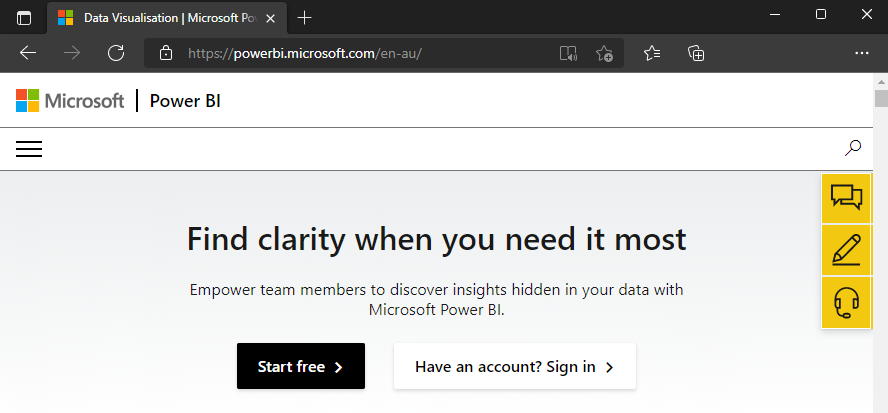 Data Visualisation | Microsoft Po
https://powerbi.microsoft.com/en-au/
Microsoft | Power BI
Find clarity when you need it most
Empower team members to discover insights hidden in your data with
Microsoft Power BI.
Start free
Have an account? Sign in